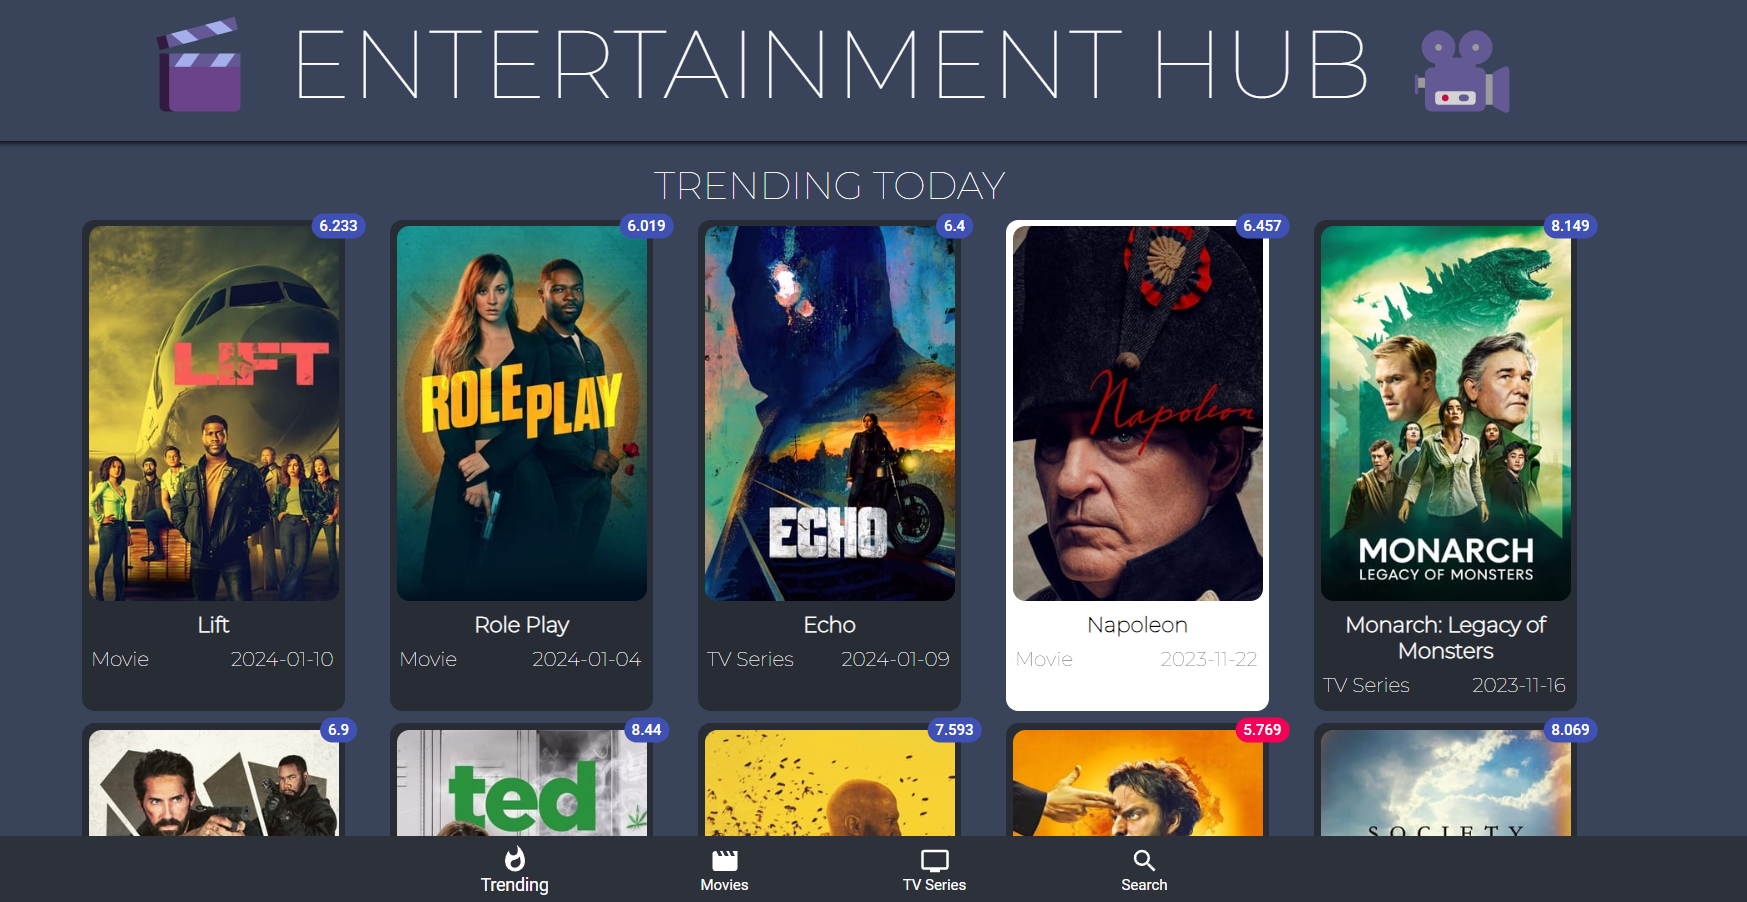 ENTERTAINMENT HUB
TRENDING TODAY
6.233
6.019
6.4
6.457
8.149
LIFT
ROLE PLAY
ECHO
Napoleon
MONARCH
LEGACY OF MONSTERS
Lift
Movie 2024-01-10
Role Play
Movie 2024-01-04
Echo
TV Series 2024-01-09
Napoleon
Movie 2023-11-22
Monarch: Legacy of
Monsters
TV Series 2023-11-16
6.9
8.44
7.593
5.769
8.069
ted
SOCIETY
Trending
Movies
TV Series
Search